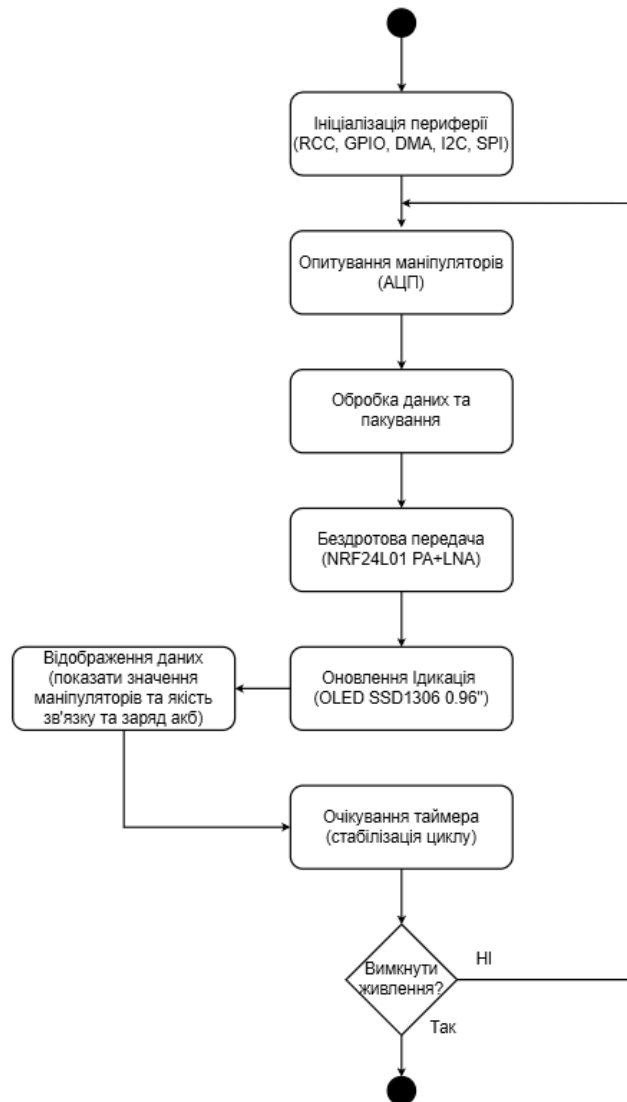 Ініціалізація периферії
(RCC, GPIO, DMA, I2C, SPI)
Опитування маніпуляторів
(АЦП)
Обробка даних та
пакування
Бездротова передача
(NRF24L01 PA+LNA)
Оновлення Ідикація
(OLED SSD1306 0.96")
Відображення даних
(показати значення
маніпуляторів та якість
зв'язку та заряд акб)
Очікування таймера
(стабілізація циклу)
Вимкнути
живлення?
НІ
Так